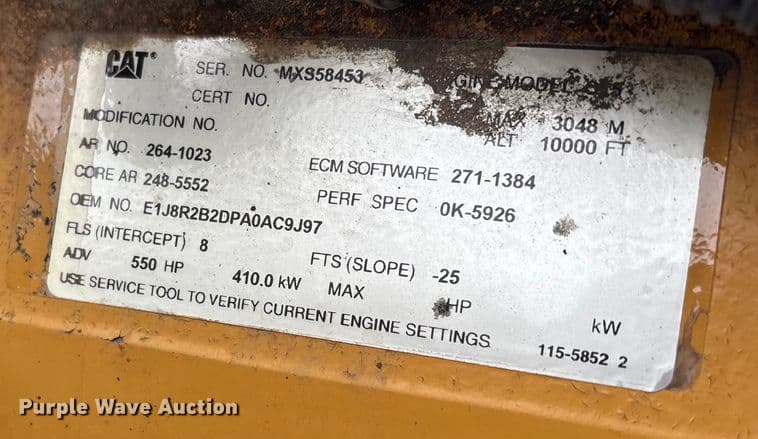 CAT SER. NO. MXS58453 GINE MODEL
CERT NO. MAX 3048 M
MODIFICATION NO. ALT 10000 FT
AR NO. 264-1023 ECM SOFTWARE 271-1384
CORE AR 248-5552 PERF SPEC 0K-5926
OEM NO. E1J8R2B2DPA0AC9J97
FLS (INTERCEPT) 8 FTS (SLOPE) -25
ADV 550 HP 410.0 kW MAX HP kW
USE SERVICE TOOL TO VERIFY CURRENT ENGINE SETTINGS 115-5852 2
Purple Wave Auction